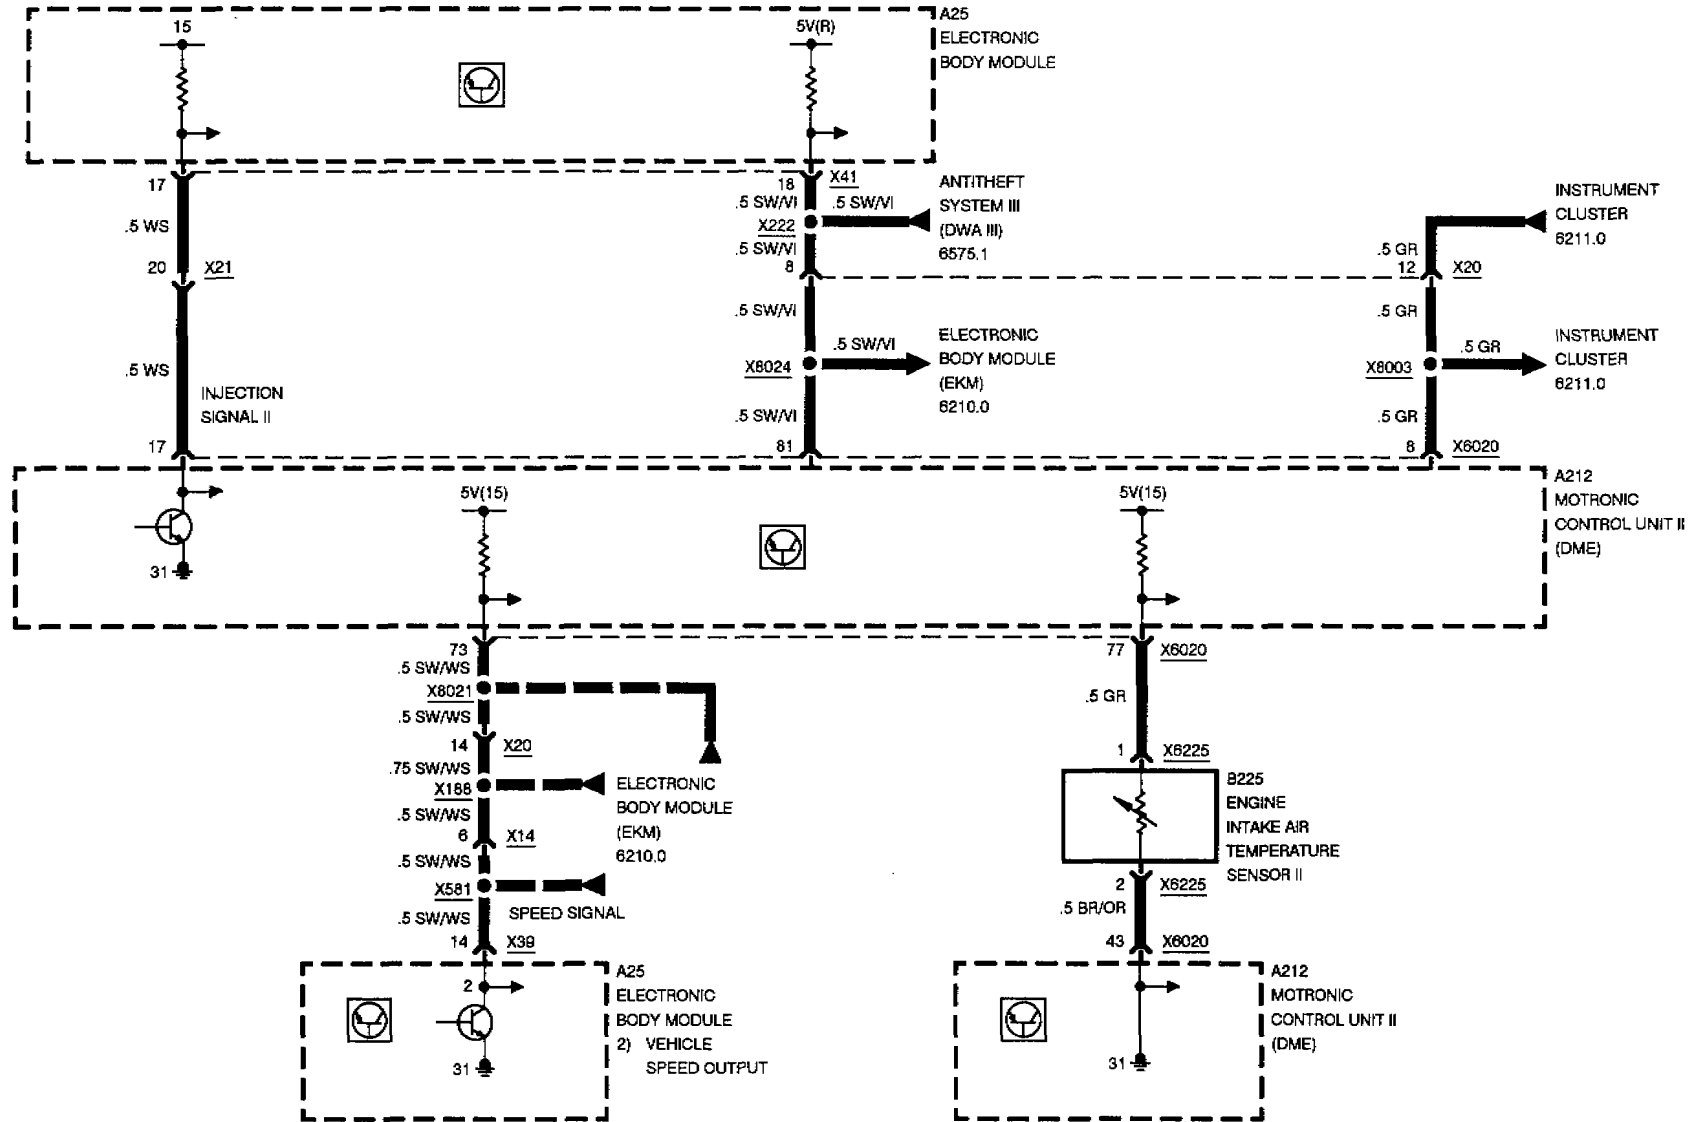 A25
15
5V(R)
ELECTRONIC
BODY MODULE
17
18
X41
.5 SW/VI
.5 SW/VI
ANTITHEFT
SYSTEM III
(DWA III)
6575.1
INSTRUMENT
CLUSTER
6211.0
.5 WS
X222
.5 SW/VI
.5 GR
20
X21
8
12
X20
.5 SW/VI
.5 GR
.5 SW/VI
ELECTRONIC
BODY MODULE
(EKM)
6210.0
.5 GR
INSTRUMENT
CLUSTER
6211.0
.5 WS
X8024
X8003
INJECTION
SIGNAL II
.5 SW/VI
.5 GR
17
81
8
X6020
A212
MOTRONIC
CONTROL UNIT II
(DME)
5V(15)
5V(15)
31
73
77
X6020
.5 SW/WS
X8021
.5 GR
.5 SW/WS
14
X20
1
X6225
.75 SW/WS
X188
ELECTRONIC
BODY MODULE
(EKM)
6210.0
B225
ENGINE
INTAKE AIR
TEMPERATURE
SENSOR II
.5 SW/WS
6
X14
.5 SW/WS
X581
2
X6225
.5 SW/WS
SPEED SIGNAL
.5 BR/OR
14
X39
43
X6020
A25
ELECTRONIC
BODY MODULE
2) VEHICLE
SPEED OUTPUT
2
31
A212
MOTRONIC
CONTROL UNIT II
(DME)
31